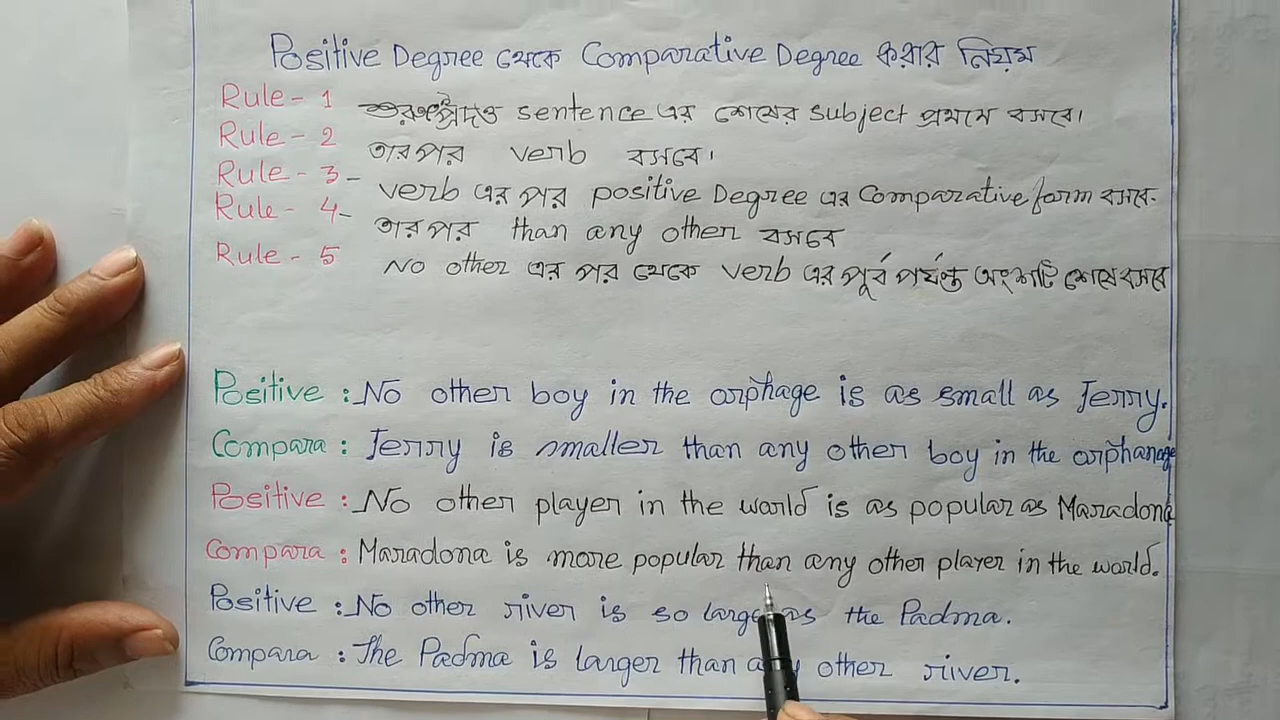 Positive Degree থেকে Comparative Degree করার নিয়ম
Rule - 1 প্রদত্ত sentence এর শেষের subject প্রথমে বসবে।
Rule - 2 তারপর verb বসবে।
Rule - 3 - verb এর পর positive Degree এর Comparative form বসবে.
Rule - 4 - তারপর than any other বসবে
Rule - 5 No other এর পর থেকে verb এর পূর্ব পর্যন্ত অংশটি শেষে বসবে
Positive : No other boy in the orphage is as small as Jerry.
Compara : Jerry is smaller than any other boy in the orphanage
Positive : No other player in the world is as popular as Maradona
Compara : Maradona is more popular than any other player in the world.
Positive : No other river is so large as the Padma.
Compara : The Padma is larger than any other river.